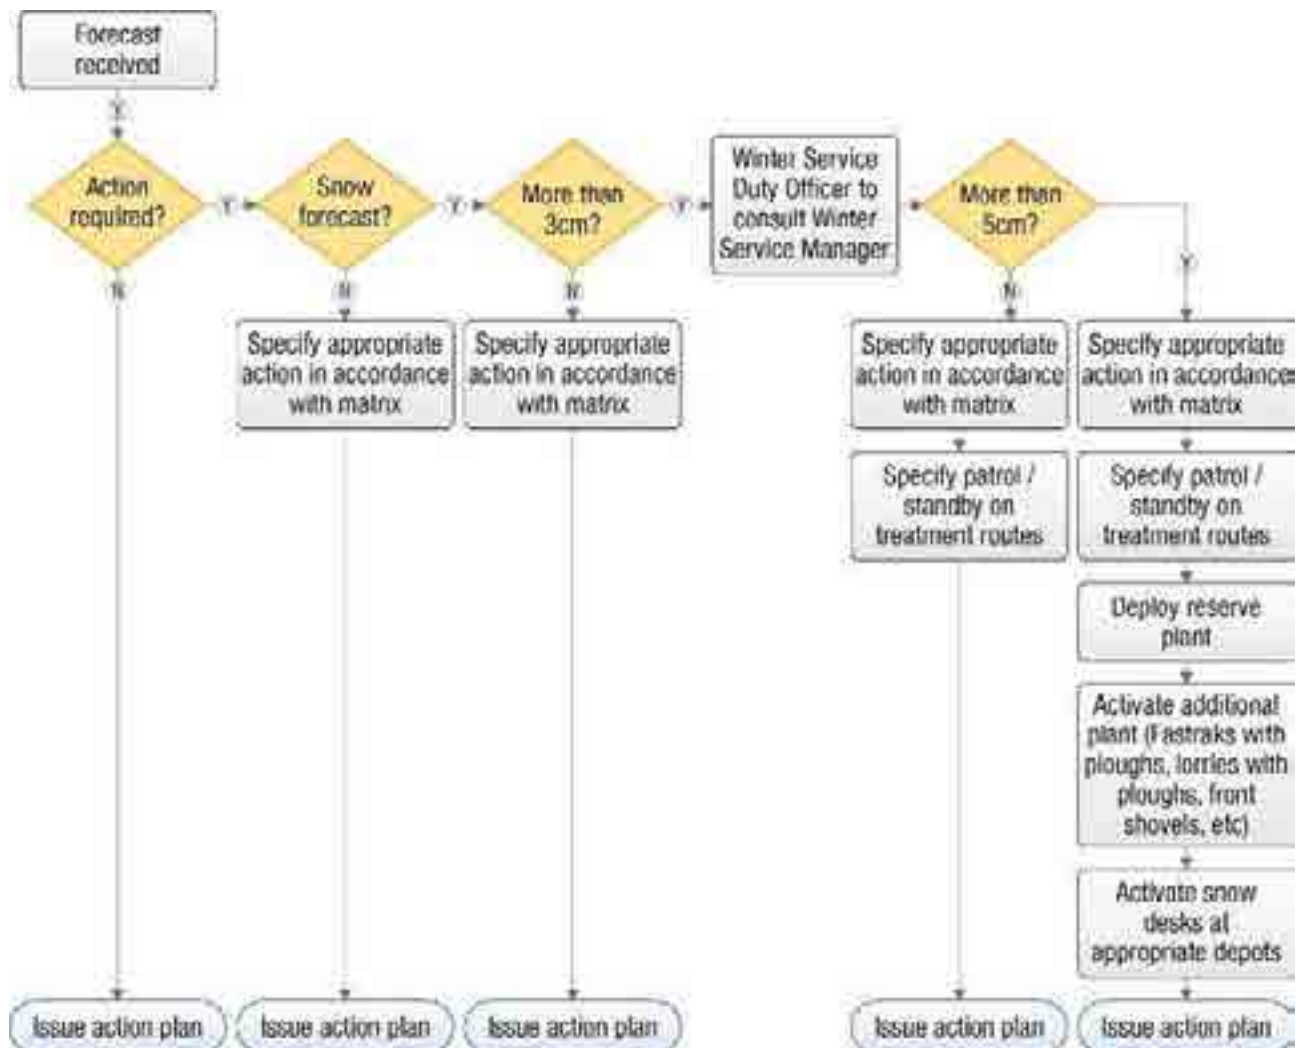 Forecast
received
Y
Action
required?
Y
Snow
forecast?
Y
More than
3cm?
Y
Winter Service
Duty Officer to
consult Winter
Service Manager
More than
5cm?
Y
N
N
N
N
Specify appropriate
action in accordance
with matrix
Specify appropriate
action in accordance
with matrix
Specify appropriate
action in accordance
with matrix
Specify appropriate
action in accordance
with matrix
Specify patrol /
standby on
treatment routes
Specify patrol /
standby on
treatment routes
Deploy reserve
plant
Activate additional
plant (Fastraks with
ploughs, lorries with
ploughs, front
shovels, etc)
Activate snow
desks at
appropriate depots
Issue action plan
Issue action plan
Issue action plan
Issue action plan
Issue action plan